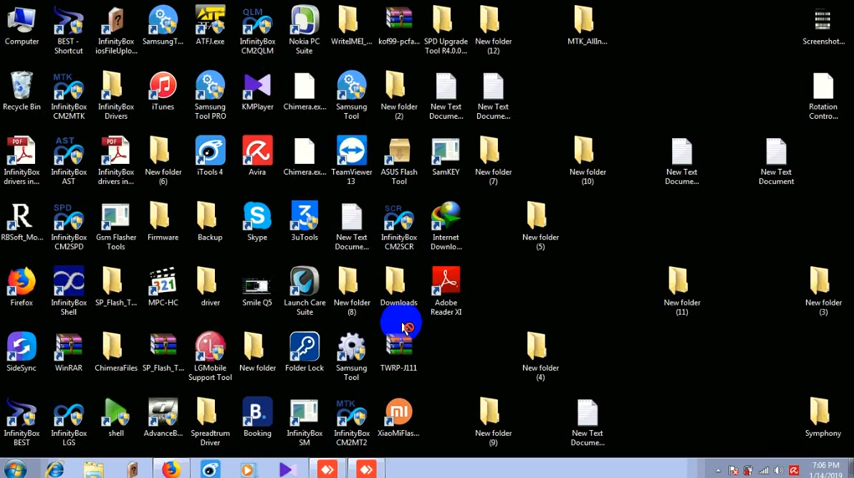 Computer
BEST -
Shortcut
InfinityBox
iosFileUplo...
SamsungT...
ATFJ.exe
InfinityBox
CM2QLM
Nokia PC
Suite
WriteIMEI_...
kof99-pcfa...
SPD Upgrade
Tool R4.0.0...
New folder
(12)
MTK_AllIn...
Screenshot...
Recycle Bin
InfinityBox
CM2MTK
InfinityBox
Drivers
iTunes
Samsung
Tool PRO
KMPlayer
Chimera.ex...
Samsung
Tool
New folder
(2)
New Text
Docume...
New Text
Docume...
Rotation
Contro...
InfinityBox
drivers in...
InfinityBox
AST
InfinityBox
drivers in...
New folder
(6)
iTools 4
Avira
Chimera.ex...
TeamViewer
13
ASUS Flash
Tool
SamKEY
New folder
(7)
New folder
(10)
New Text
Docume...
New Text
Document
RBSoft_Mo...
InfinityBox
CM2SPD
Gsm Flasher
Tools
Firmware
Backup
Skype
3uTools
New Text
Docume...
InfinityBox
CM2SCR
Internet
Downlo...
New folder
(5)
Firefox
InfinityBox
Shell
SP_Flash_T...
MPC-HC
driver
Smile Q5
Launch Care
Suite
New folder
(8)
Downloads
Adobe
Reader XI
New folder
(11)
New folder
(3)
SideSync
WinRAR
ChimeraFiles
SP_Flash_T...
LGMobile
Support Tool
New folder
Folder Lock
Samsung
Tool
TWRP-J111
New folder
(4)
InfinityBox
BEST
InfinityBox
LGS
shell
AdvanceB...
Spreadtrum
Driver
Booking
InfinityBox
SM
InfinityBox
CM2MT2
XiaoMiFlas...
New folder
(9)
New Text
Docume...
Symphony
7:06 PM
1/14/2019